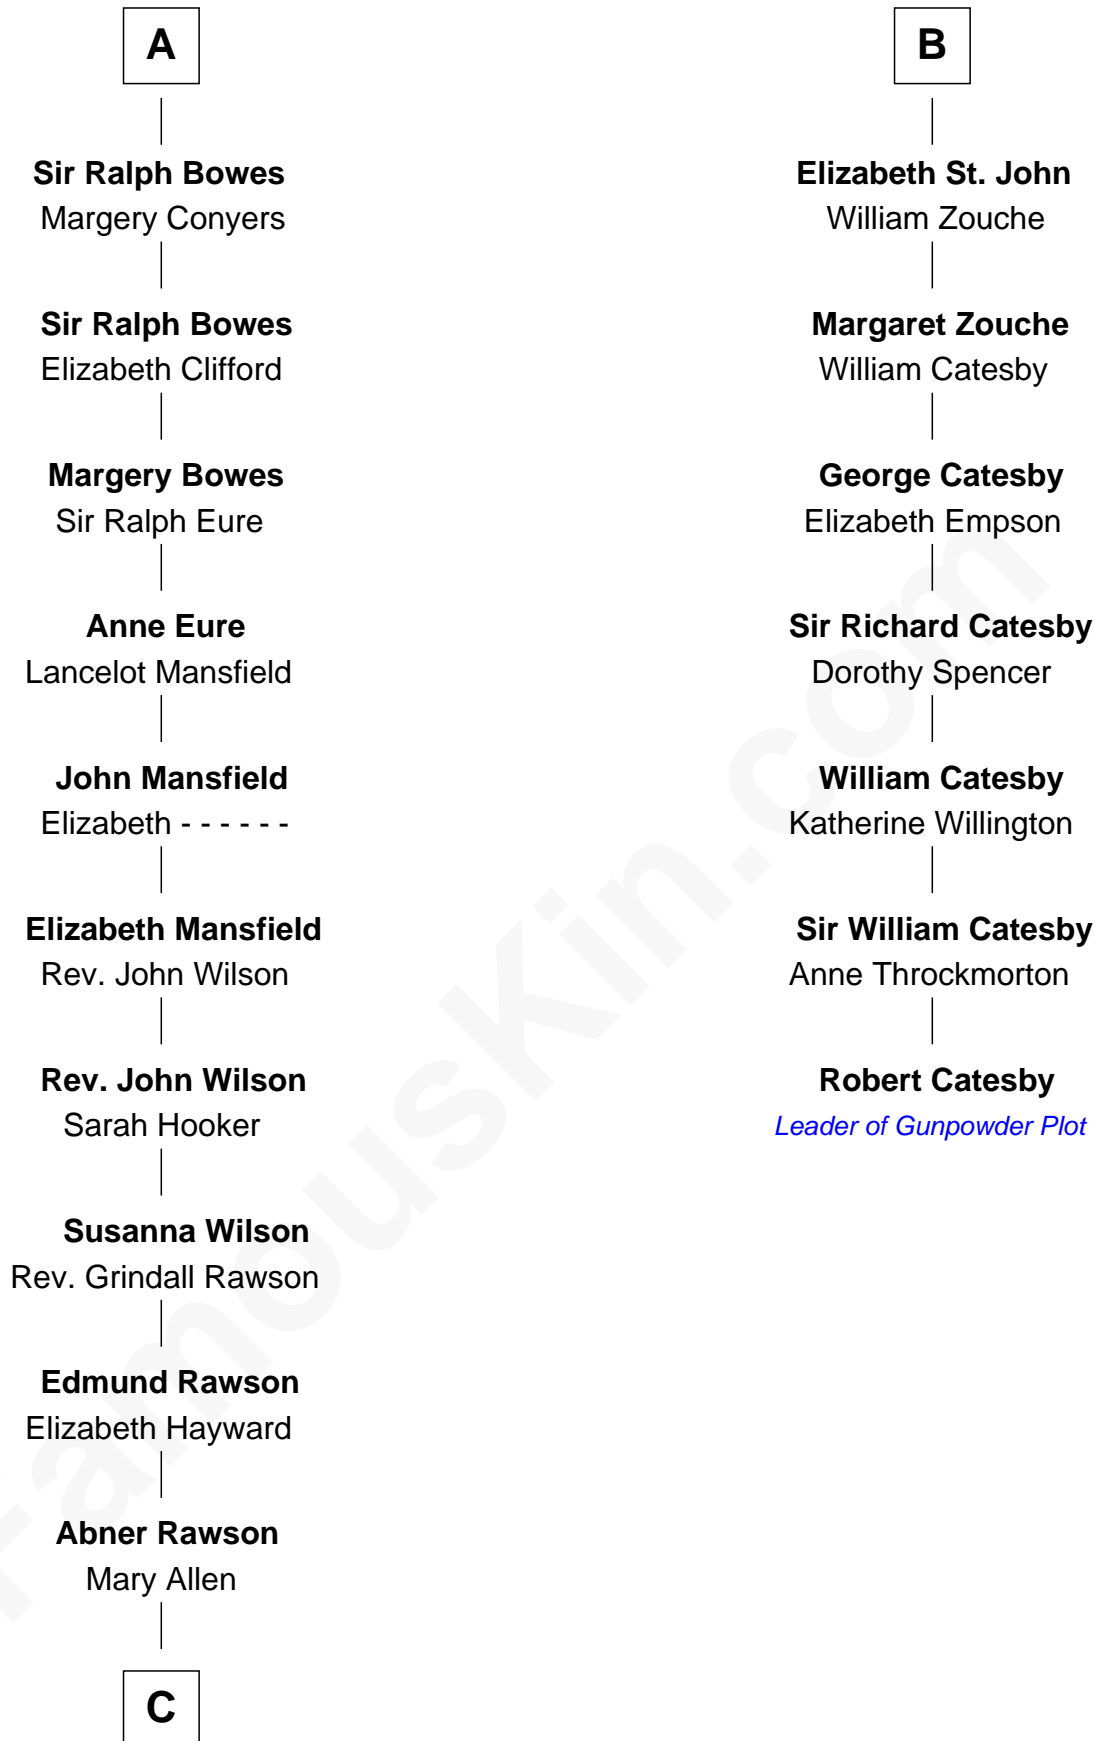 A
Sir Ralph Bowes
Margery Conyers
Sir Ralph Bowes
Elizabeth Clifford
Margery Bowes
Sir Ralph Eure
Anne Eure
Lancelot Mansfield
John Mansfield
Elizabeth - - - - - -
Elizabeth Mansfield
Rev. John Wilson
Rev. John Wilson
Sarah Hooker
Susanna Wilson
Rev. Grindall Rawson
Edmund Rawson
Elizabeth Hayward
Abner Rawson
Mary Allen
C
B
Elizabeth St. John
William Zouche
Margaret Zouche
William Catesby
George Catesby
Elizabeth Empson
Sir Richard Catesby
Dorothy Spencer
William Catesby
Katherine Willington
Sir William Catesby
Anne Throckmorton
Robert Catesby
Leader of Gunpowder Plot
FamousKin.com